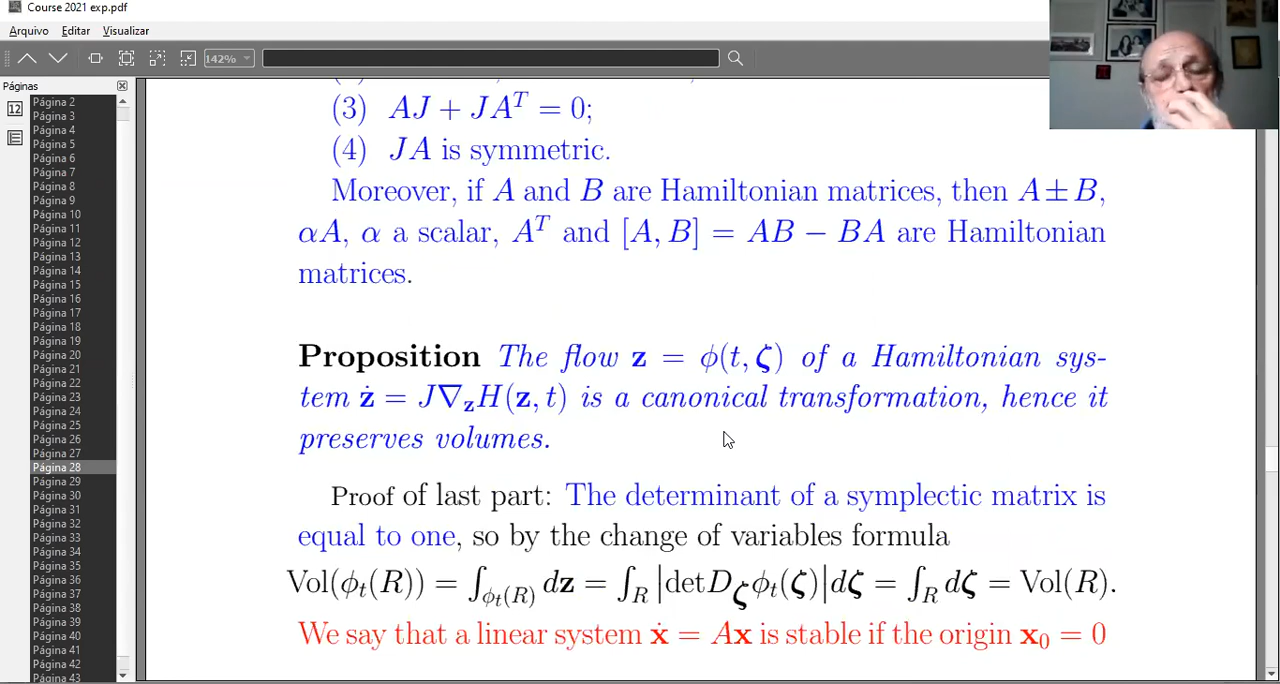 Course 2021 exp.pdf
Arquivo Editar Visualizar
142%
Páginas
Página 2
Página 3
Página 4
Página 5
Página 6
Página 7
Página 8
Página 9
Página 10
Página 11
Página 12
Página 13
Página 14
Página 15
Página 16
Página 17
Página 18
Página 19
Página 20
Página 21
Página 22
Página 23
Página 24
Página 25
Página 26
Página 27
Página 28
Página 29
Página 30
Página 31
Página 32
Página 33
Página 34
Página 35
Página 36
Página 37
Página 38
Página 39
Página 40
Página 41
Página 42
Página 43
(3) AJ + JA^T = 0;
(4) JA is symmetric.
Moreover, if A and B are Hamiltonian matrices, then A ± B,
αA, α a scalar, A^T and [A, B] = AB − BA are Hamiltonian
matrices.
Proposition The flow z = ϕ(t, ζ) of a Hamiltonian sys-
tem ż = J∇_z H(z, t) is a canonical transformation, hence it
preserves volumes.
Proof of last part: The determinant of a symplectic matrix is
equal to one, so by the change of variables formula
Vol(ϕ_t(R)) = ∫_{ϕ_t(R)} dz = ∫_R |detD_ζ ϕ_t(ζ)| dζ = ∫_R dζ = Vol(R).
We say that a linear system ẋ = Ax is stable if the origin x_0 = 0